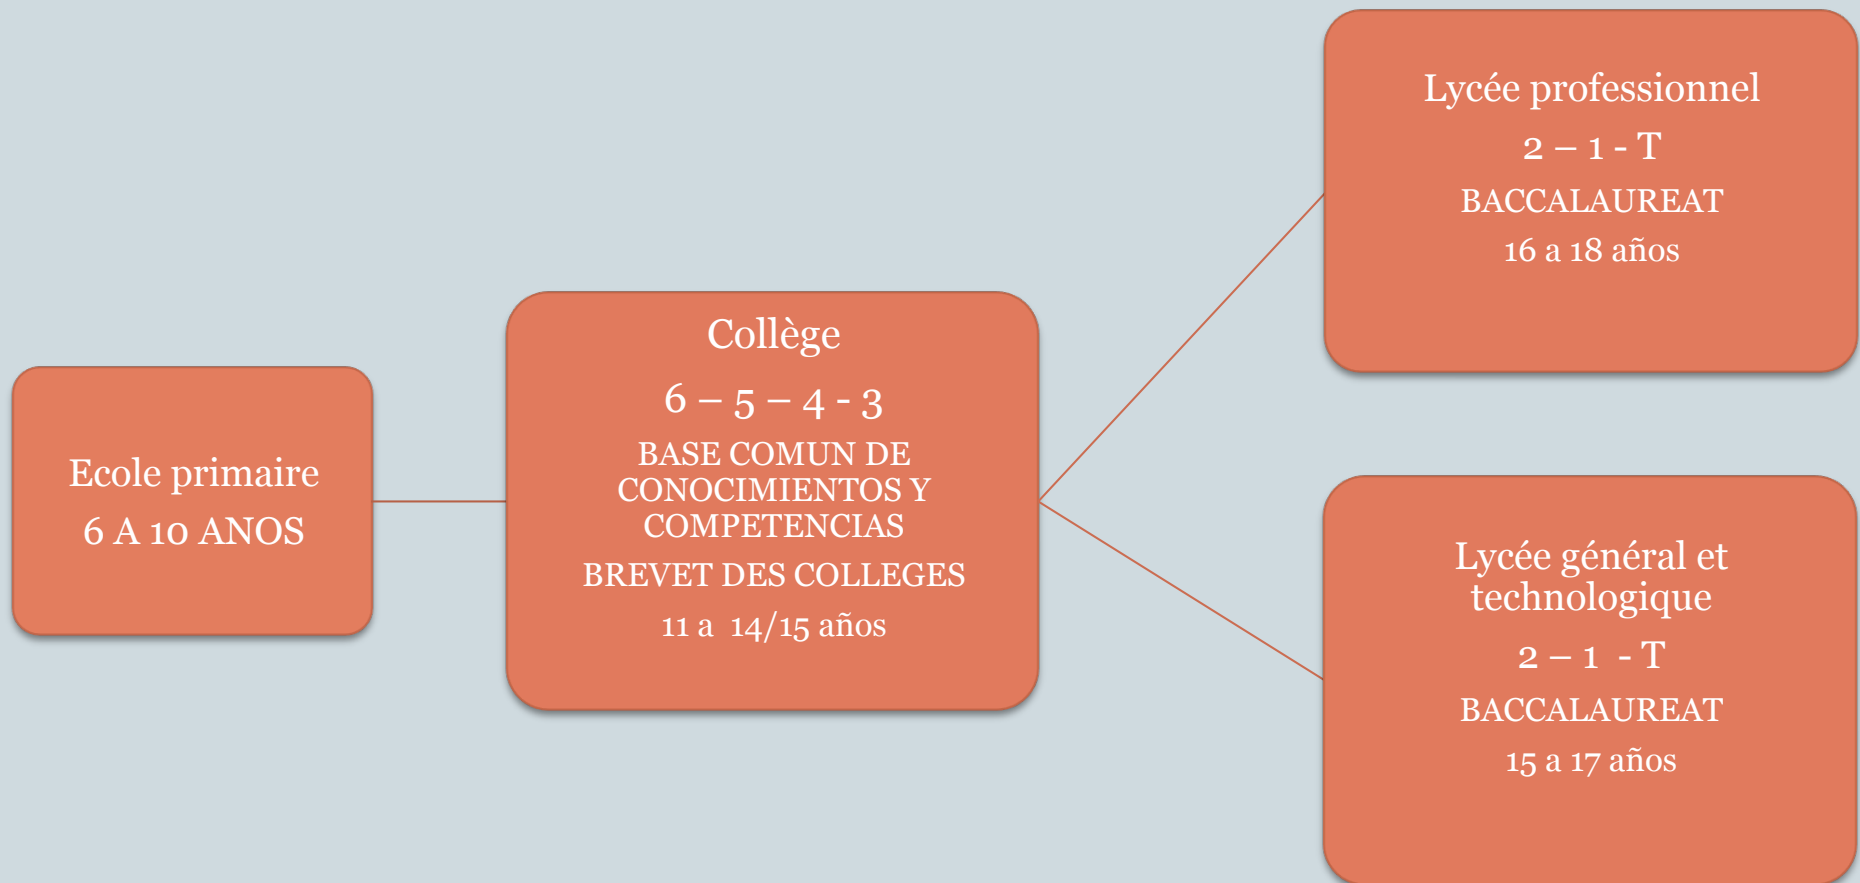 Ecole primaire
6 A 10 ANOS
Collège
6 – 5 – 4 - 3
BASE COMUN DE
CONOCIMIENTOS Y
COMPETENCIAS
BREVET DES COLLEGES
11 a  14/15 años
Lycée professionnel
2 – 1 - T
BACCALAUREAT
16 a 18 años
Lycée général et
technologique
2 – 1  - T
BACCALAUREAT
15 a 17 años